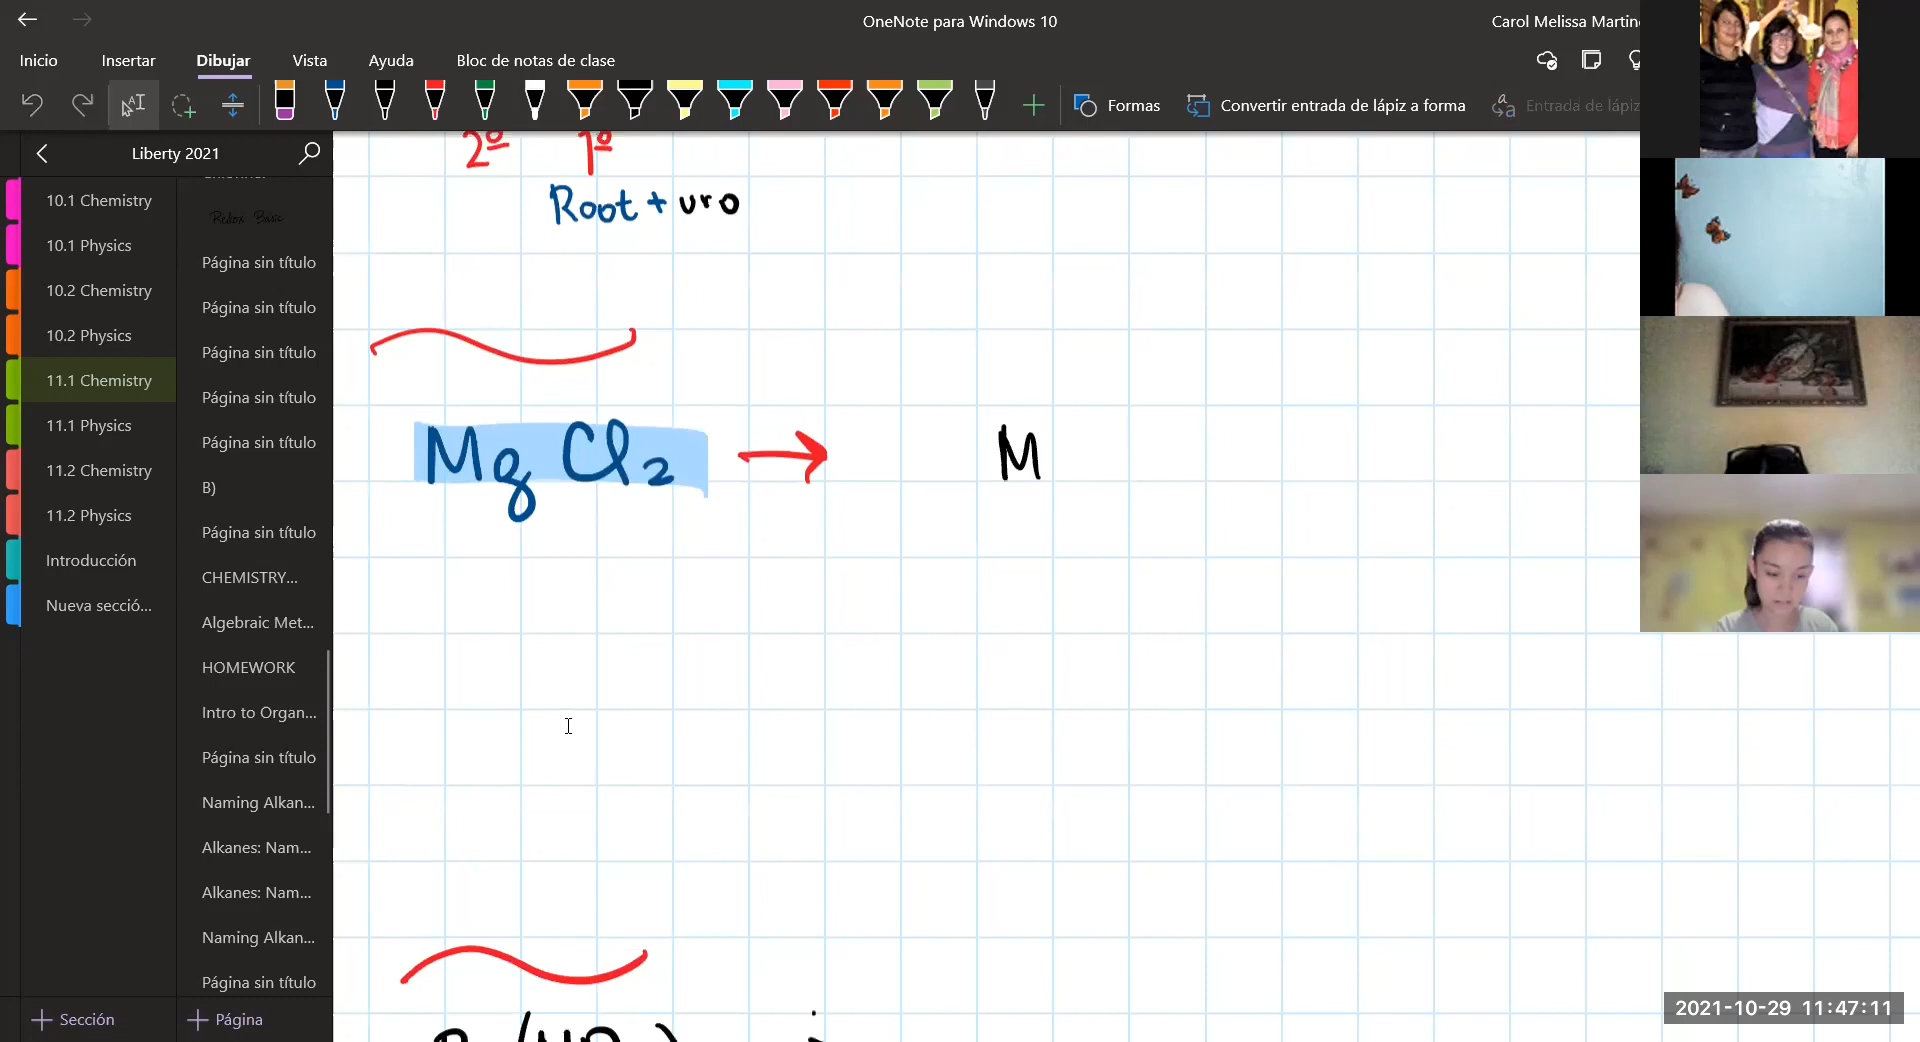 OneNote para Windows 10
Carol Melissa Martin
Inicio Insertar Dibujar Vista Ayuda Bloc de notas de clase
Formas Convertir entrada de lápiz a forma Entrada de lápiz
Liberty 2021
10.1 Chemistry
10.1 Physics
10.2 Chemistry
10.2 Physics
11.1 Chemistry
11.1 Physics
11.2 Chemistry
11.2 Physics
Introducción
Nueva secció...
Redox Basic
Página sin título
Página sin título
Página sin título
Página sin título
Página sin título
B)
Página sin título
CHEMISTRY...
Algebraic Met...
HOMEWORK
Intro to Organ...
Página sin título
Naming Alkan...
Alkanes: Nam...
Alkanes: Nam...
Naming Alkan...
Página sin título
Sección
Página
2º 1º
Root + uro
Mg Cl₂ → M
2021-10-29 11:47:11